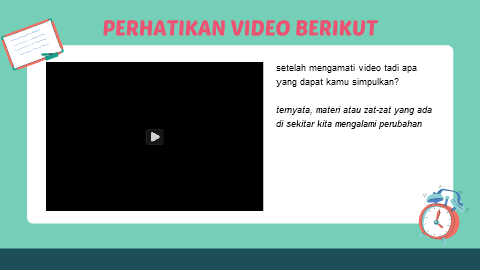 PERHATIKAN VIDEO BERIKUT
setelah mengamati video tadi apa
yang dapat kamu simpulkan?
ternyata, materi atau zat-zat yang ada
di sekitar kita mengalami perubahan